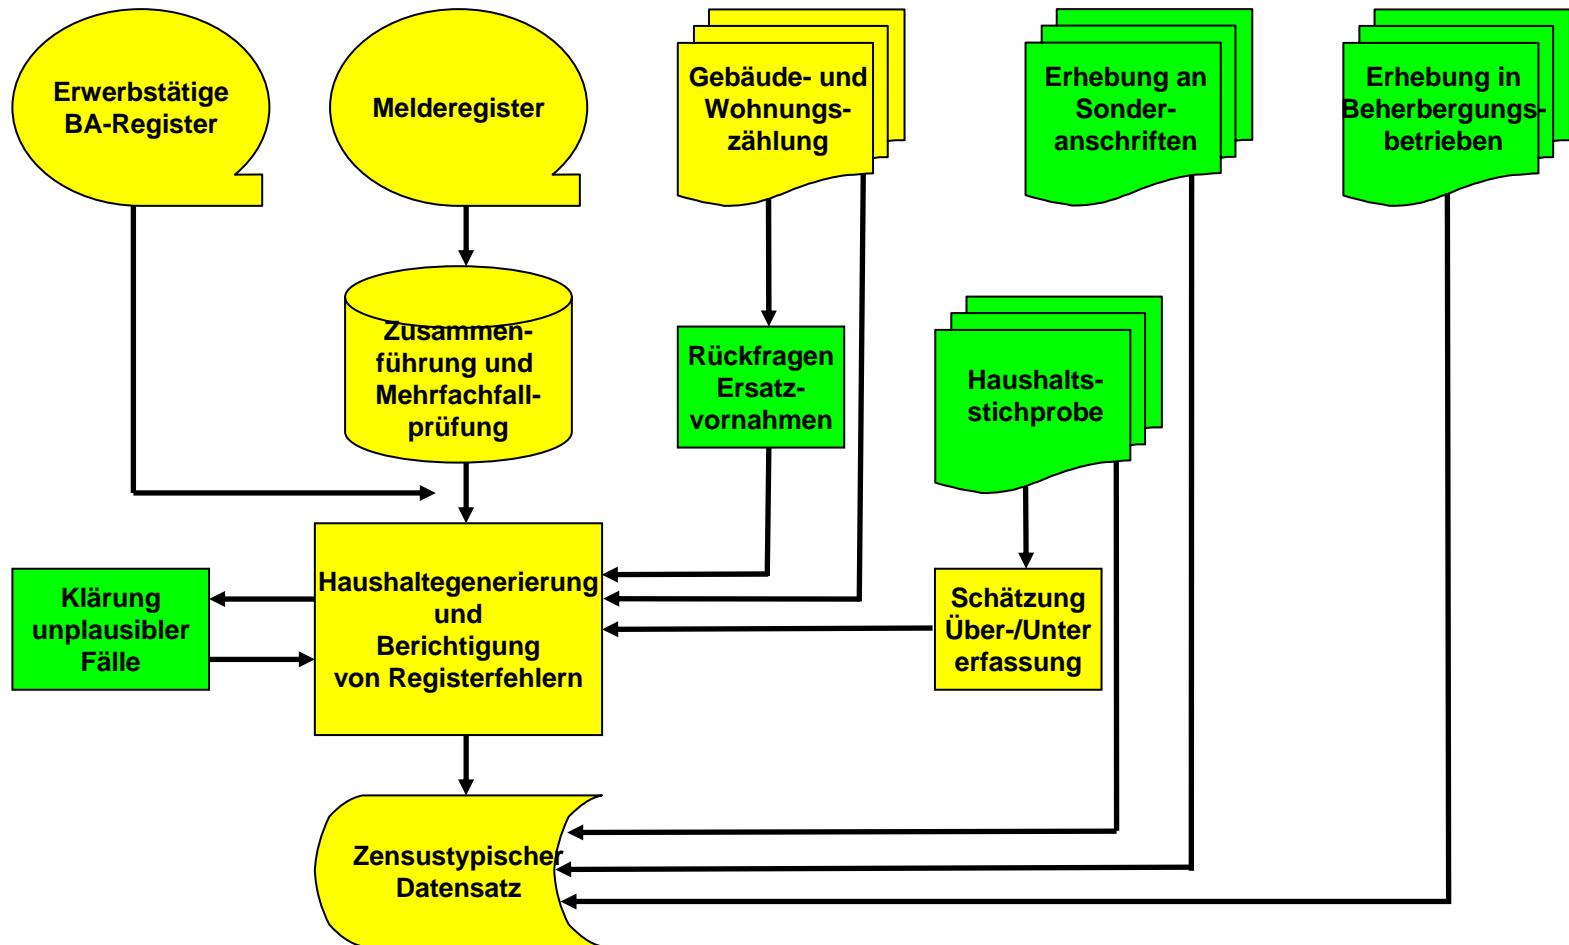 Erwerbstätige
BA-Register
Melderegister
Gebäude- und
Wohnungs-
zählung
Erhebung an
Sonder-
anschriften
Erhebung in
Beherbergungs-
betrieben
Zusammen-
führung und
Mehrfachfall-
prüfung
Rückfragen
Ersatz-
vornahmen
Haushalts-
stichprobe
Klärung
unplausibler
Fälle
Haushaltegenerierung
und
Berichtigung
von Registerfehlern
Schätzung
Über-/Unter
erfassung
Zensustypischer
Datensatz